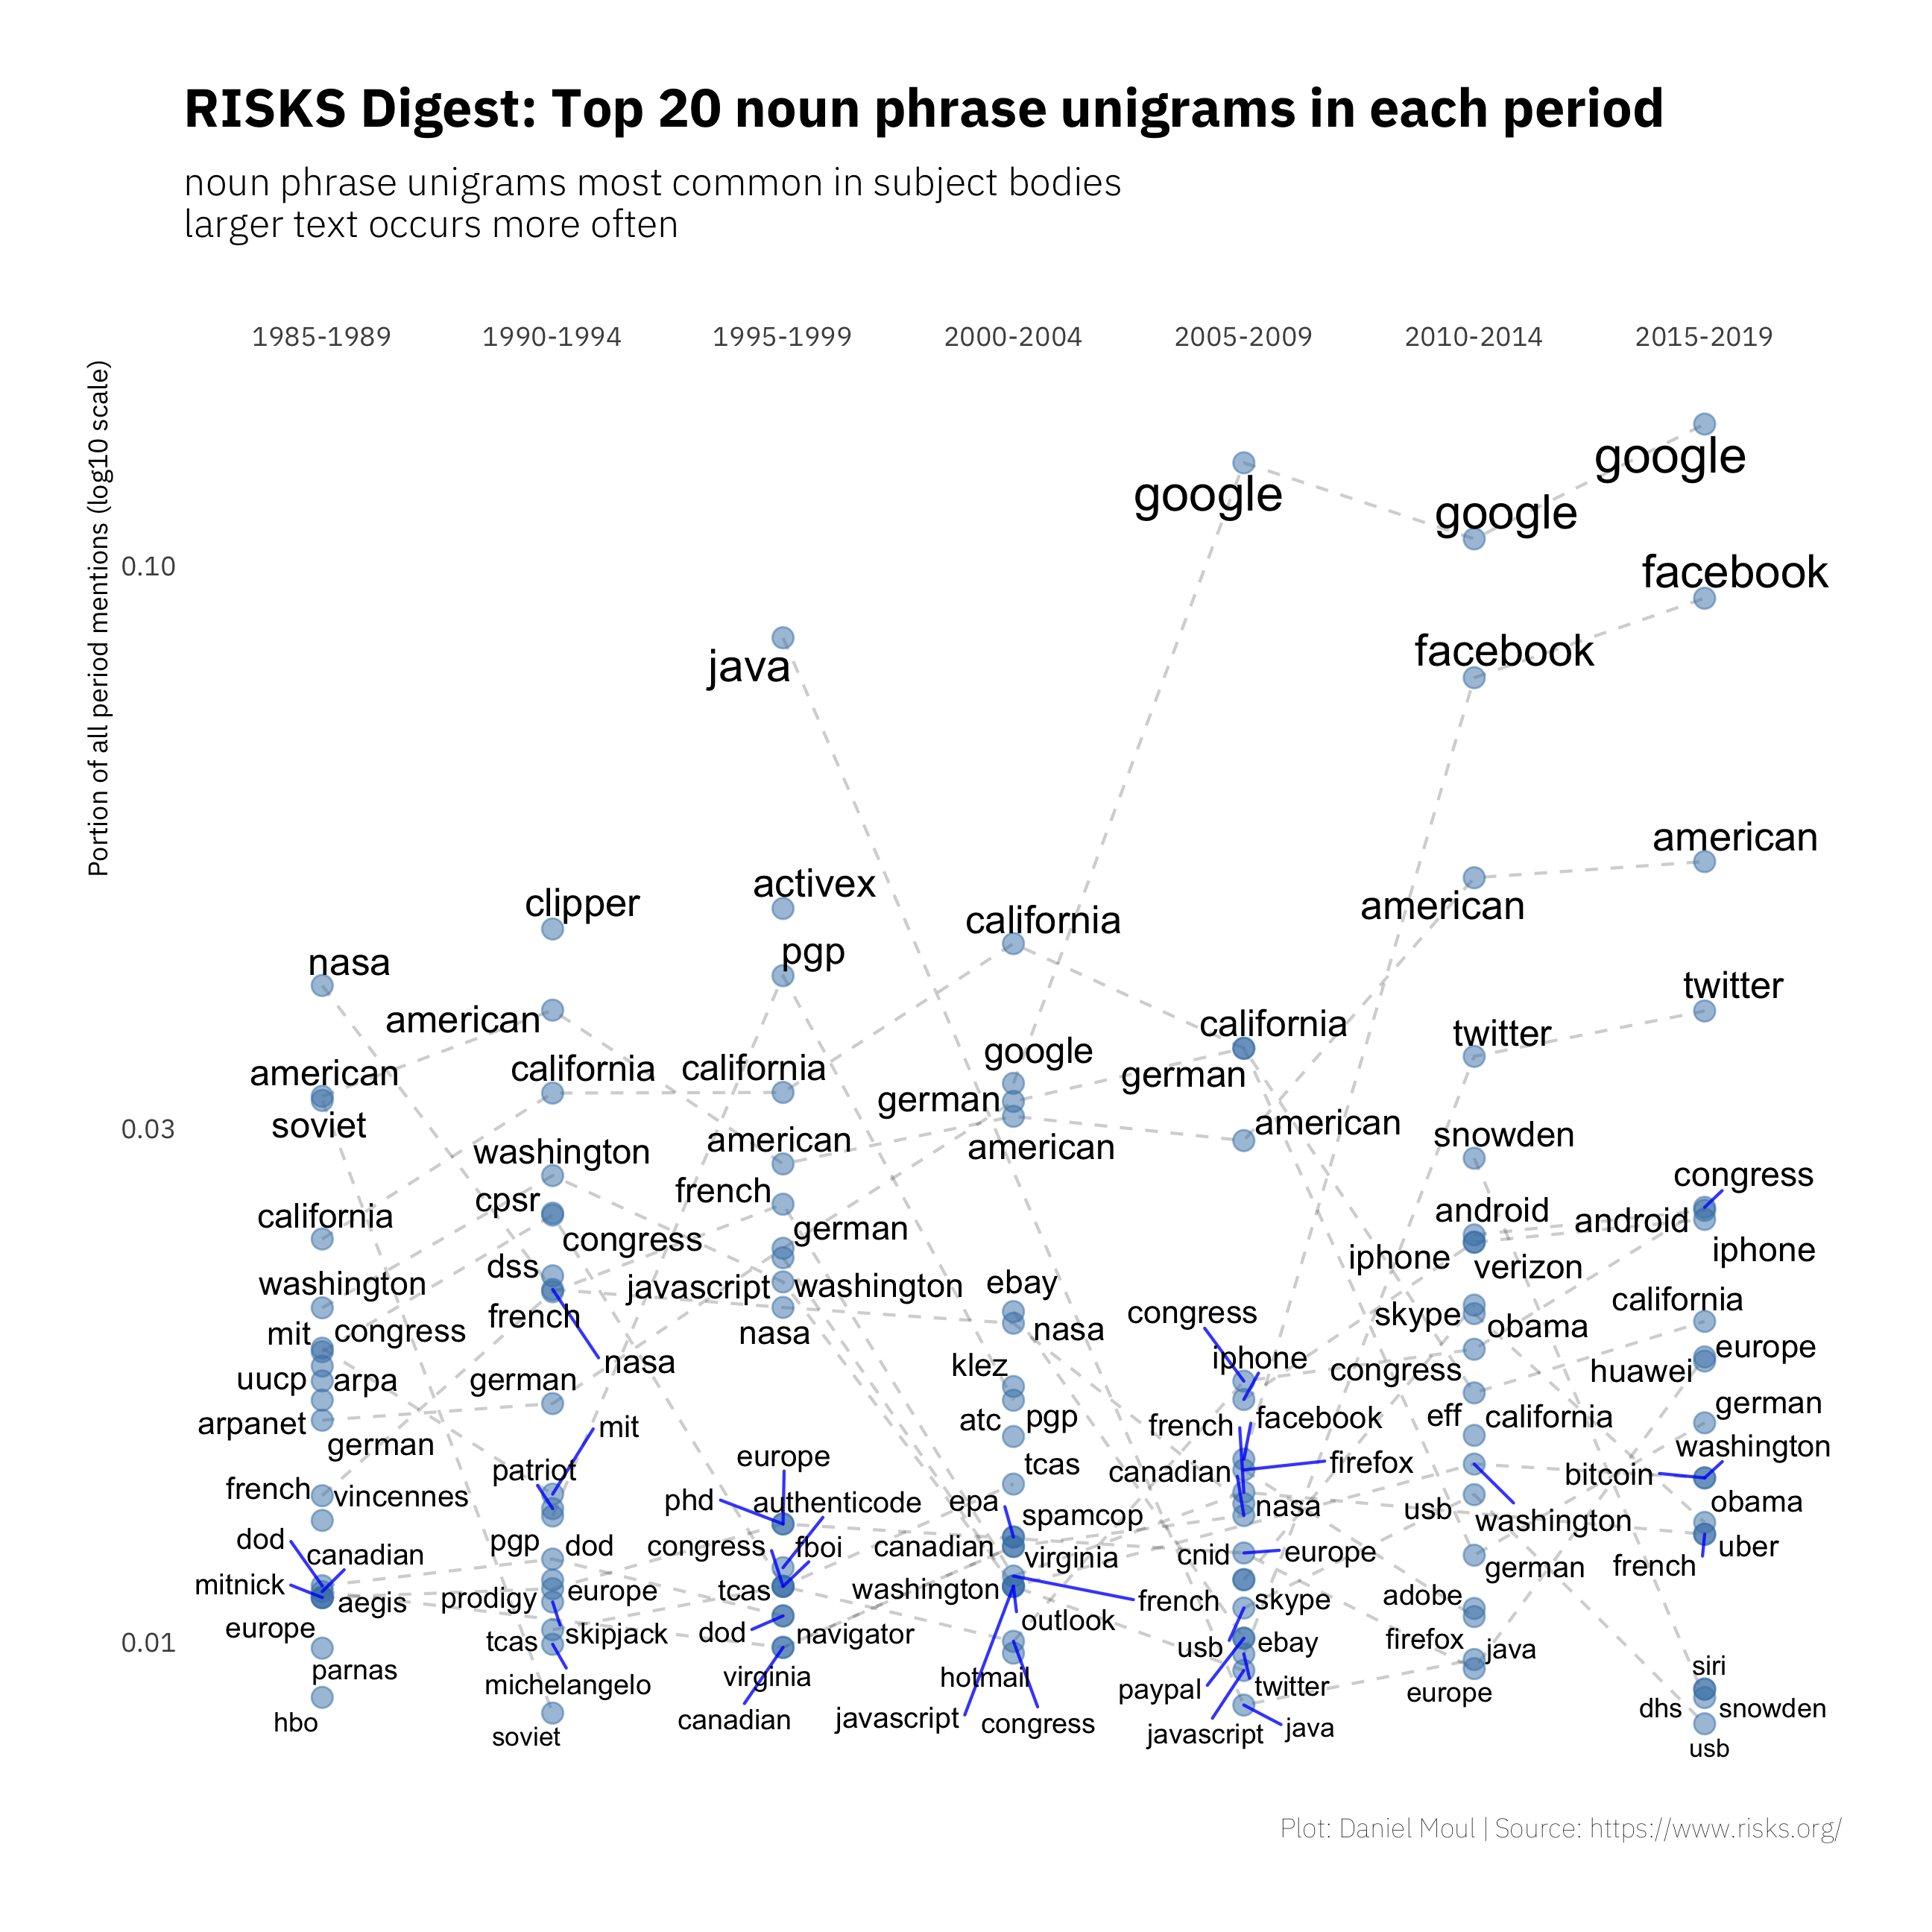 RISKS Digest: Top 20 noun phrase unigrams in each period
noun phrase unigrams most common in subject bodies
larger text occurs more often
1985-1989 1990-1994 1995-1999 2000-2004 2005-2009 2010-2014 2015-2019
Portion of all period mentions (log10 scale)
0.10
0.03
0.01
nasa
american
soviet
california
washington
mit
congress
uucp
arpa
arpanet
german
french
vincennes
dod
canadian
mitnick
aegis
europe
parnas
hbo
clipper
american
california
washington
cpsr
congress
dss
french
nasa
german
mit
patriot
pgp
dod
prodigy
europe
tcas
skipjack
michelangelo
soviet
java
activex
pgp
california
american
french
german
javascript
washington
nasa
europe
phd
authenticode
congress
fboi
tcas
dod
navigator
virginia
canadian
california
google
german
american
ebay
nasa
klez
atc
pgp
tcas
epa
spamcop
canadian
virginia
washington
french
outlook
hotmail
javascript
congress
google
california
german
american
congress
iphone
french
facebook
canadian
firefox
nasa
cnid
europe
skype
usb
ebay
paypal
twitter
javascript
java
google
facebook
american
twitter
snowden
android
iphone
verizon
skype
obama
congress
eff
california
usb
washington
german
adobe
firefox
java
europe
google
facebook
american
twitter
congress
android
iphone
california
europe
huawei
german
washington
bitcoin
obama
uber
french
siri
dhs
snowden
usb
Plot: Daniel Moul | Source: https://www.risks.org/